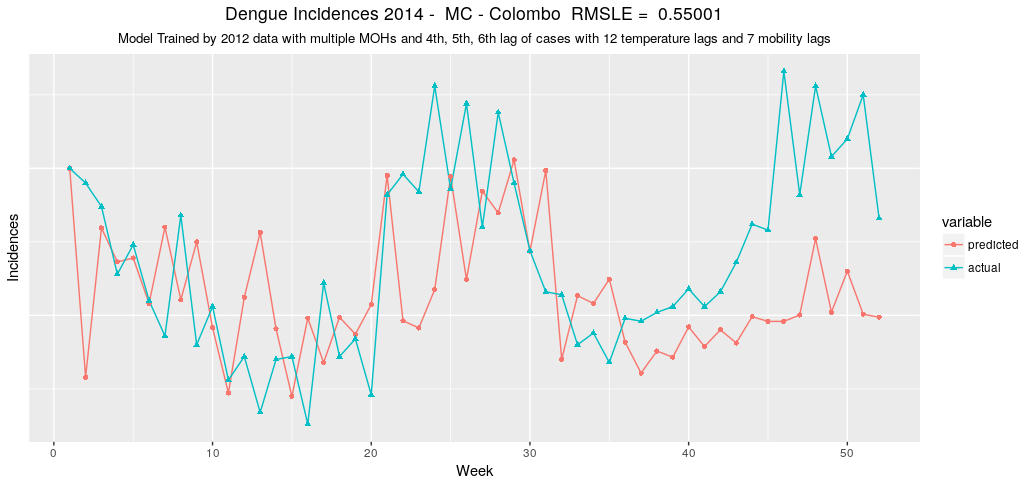 Dengue Incidences 2014 - MC - Colombo RMSLE = 0.55001
Model Trained by 2012 data with multiple MOHs and 4th, 5th, 6th lag of cases with 12 temperature lags and 7 mobility lags
Incidences
variable
predicted
actual
0 10 20 30 40 50
Week